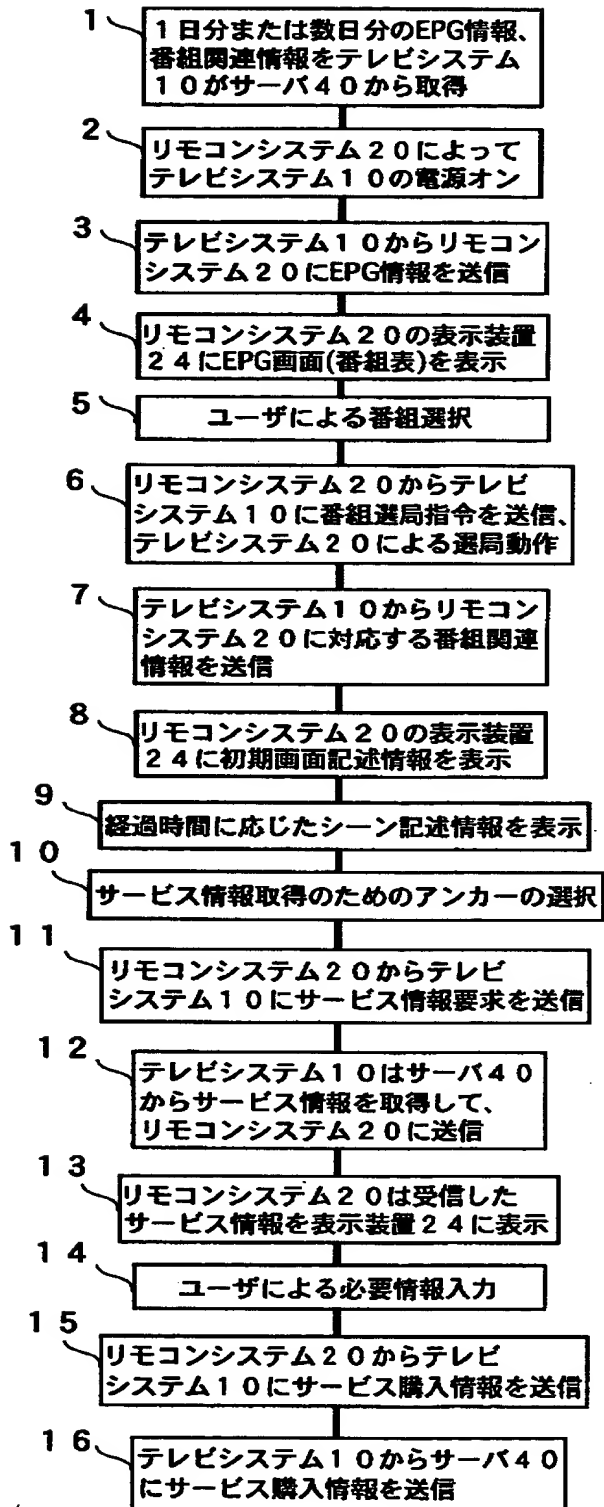 1
１日分または数日分のEPG情報、
番組関連情報をテレビシステム
１０がサーバ４０から取得
2
リモコンシステム２０によって
テレビシステム１０の電源オン
3
テレビシステム１０からリモコン
システム２０にEPG情報を送信
4
リモコンシステム２０の表示装置
２４にEPG画面(番組表)を表示
5
ユーザによる番組選択
6
リモコンシステム２０からテレビ
システム１０に番組選局指令を送信、
テレビシステム２０による選局動作
7
テレビシステム１０からリモコン
システム２０に対応する番組関連
情報を送信
8
リモコンシステム２０の表示装置
２４に初期画面記述情報を表示
9
経過時間に応じたシーン記述情報を表示
１０
サービス情報取得のためのアンカーの選択
１１
リモコンシステム２０からテレビ
システム１０にサービス情報要求を送信
１２
テレビシステム１０はサーバ４０
からサービス情報を取得して、
リモコンシステム２０に送信
１３
リモコンシステム２０は受信した
サービス情報を表示装置２４に表示
１４
ユーザによる必要情報入力
１５
リモコンシステム２０からテレビ
システム１０にサービス購入情報を送信
１６
テレビシステム１０からサーバ４０
にサービス購入情報を送信